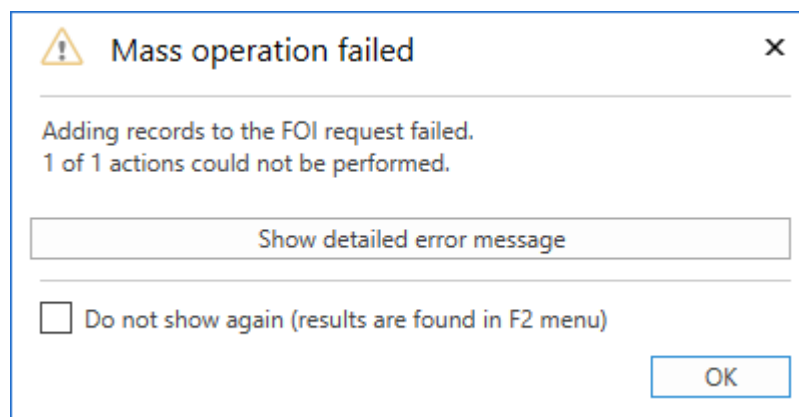 Mass operation failed
Adding records to the FOI request failed.
1 of 1 actions could not be performed.
Show detailed error message
Do not show again (results are found in F2 menu)
OK